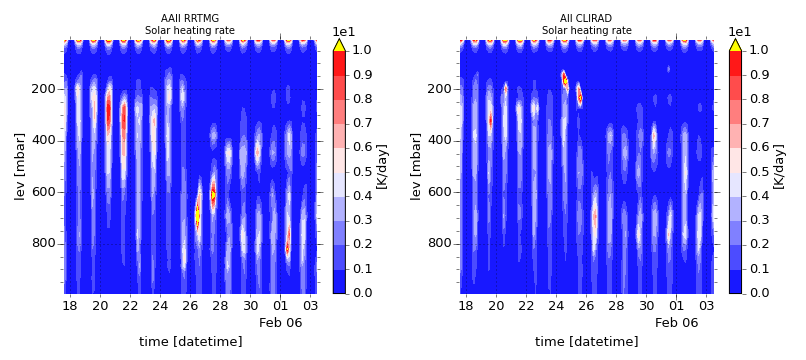 AAII RRTMG
Solar heating rate
1e1
1.0
0.9
0.8
0.7
0.6
0.5
0.4
0.3
0.2
0.1
0.0
[K/day]
200
400
600
800
lev [mbar]
18 20 22 24 26 28 30 01 03
Feb 06
time [datetime]
AII CLIRAD
Solar heating rate
1e1
1.0
0.9
0.8
0.7
0.6
0.5
0.4
0.3
0.2
0.1
0.0
[K/day]
200
400
600
800
lev [mbar]
18 20 22 24 26 28 30 01 03
Feb 06
time [datetime]